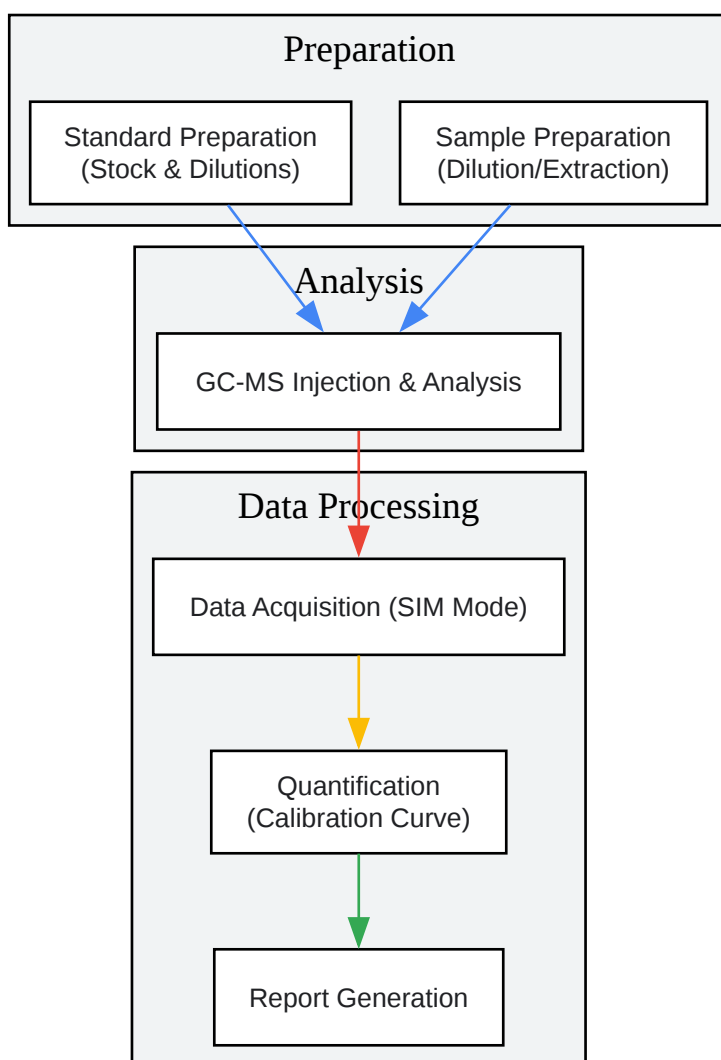 Preparation
Standard Preparation
(Stock & Dilutions)
Sample Preparation
(Dilution/Extraction)
Analysis
GC-MS Injection & Analysis
Data Processing
Data Acquisition (SIM Mode)
Quantification
(Calibration Curve)
Report Generation